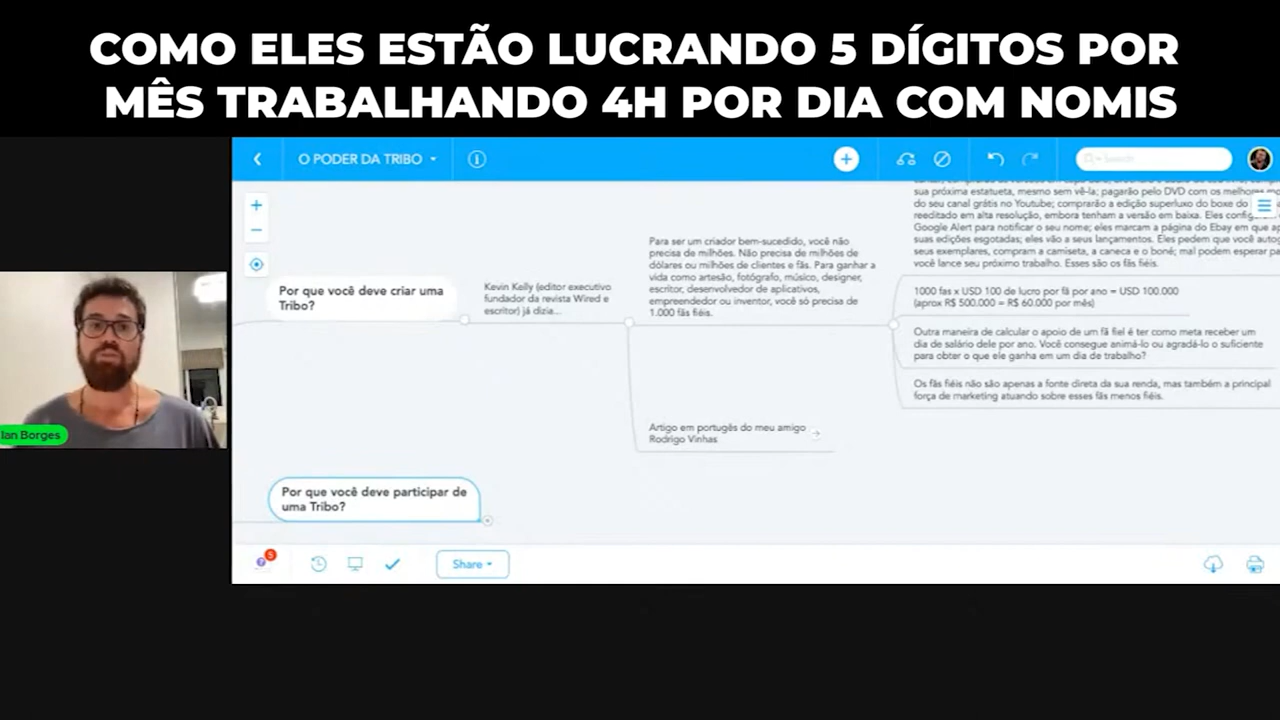 COMO ELES ESTÃO LUCRANDO 5 DÍGITOS POR
MÊS TRABALHANDO 4H POR DIA COM NOMIS
O PODER DA TRIBO
Search
sua próxima estatueta, mesmo sem vê-la; pagarão pelo DVD com os melhores
do seu canal grátis no Youtube; comprarão a edição superluxo do boxe do
reeditado em alta resolução, embora tenham a versão em baixa. Eles
Google Alert para notificar o seu nome; eles marcam a página do Ebay em que
suas edições esgotadas; eles vão a seus lançamentos. Eles pedem que você
seus exemplares, compram a camiseta, a caneca e o boné; mal podem esperar
você lance seu próximo trabalho. Esses são os fãs fiéis.
Por que você deve criar uma
Tribo?
Kevin Kelly (editor executivo
fundador da revista Wired e
escritor) já dizia...
Para ser um criador bem-sucedido, você não
precisa de milhões. Não precisa de milhões de
dólares ou milhões de clientes e fãs. Para ganhar a
vida como artesão, fotógrafo, músico, designer,
escritor, desenvolvedor de aplicativos,
empreendedor ou inventor, você só precisa de
1.000 fãs fiéis.
1000 fas x USD 100 de lucro por fã por ano = USD 100.000
(aprox R$ 500.000 = R$ 60.000 por mês)
Outra maneira de calcular o apoio de um fã fiel é ter como meta receber um
dia de salário dele por ano. Você consegue animá-lo ou agradá-lo o suficiente
para obter o que ele ganha em um dia de trabalho?
Os fãs fiéis não são apenas a fonte direta da sua renda, mas também a principal
força de marketing atuando sobre esses fãs menos fiéis.
Artigo em portugês do meu amigo
Rodrigo Vinhas
Ian Borges
Por que você deve participar de
uma Tribo?
5
Share